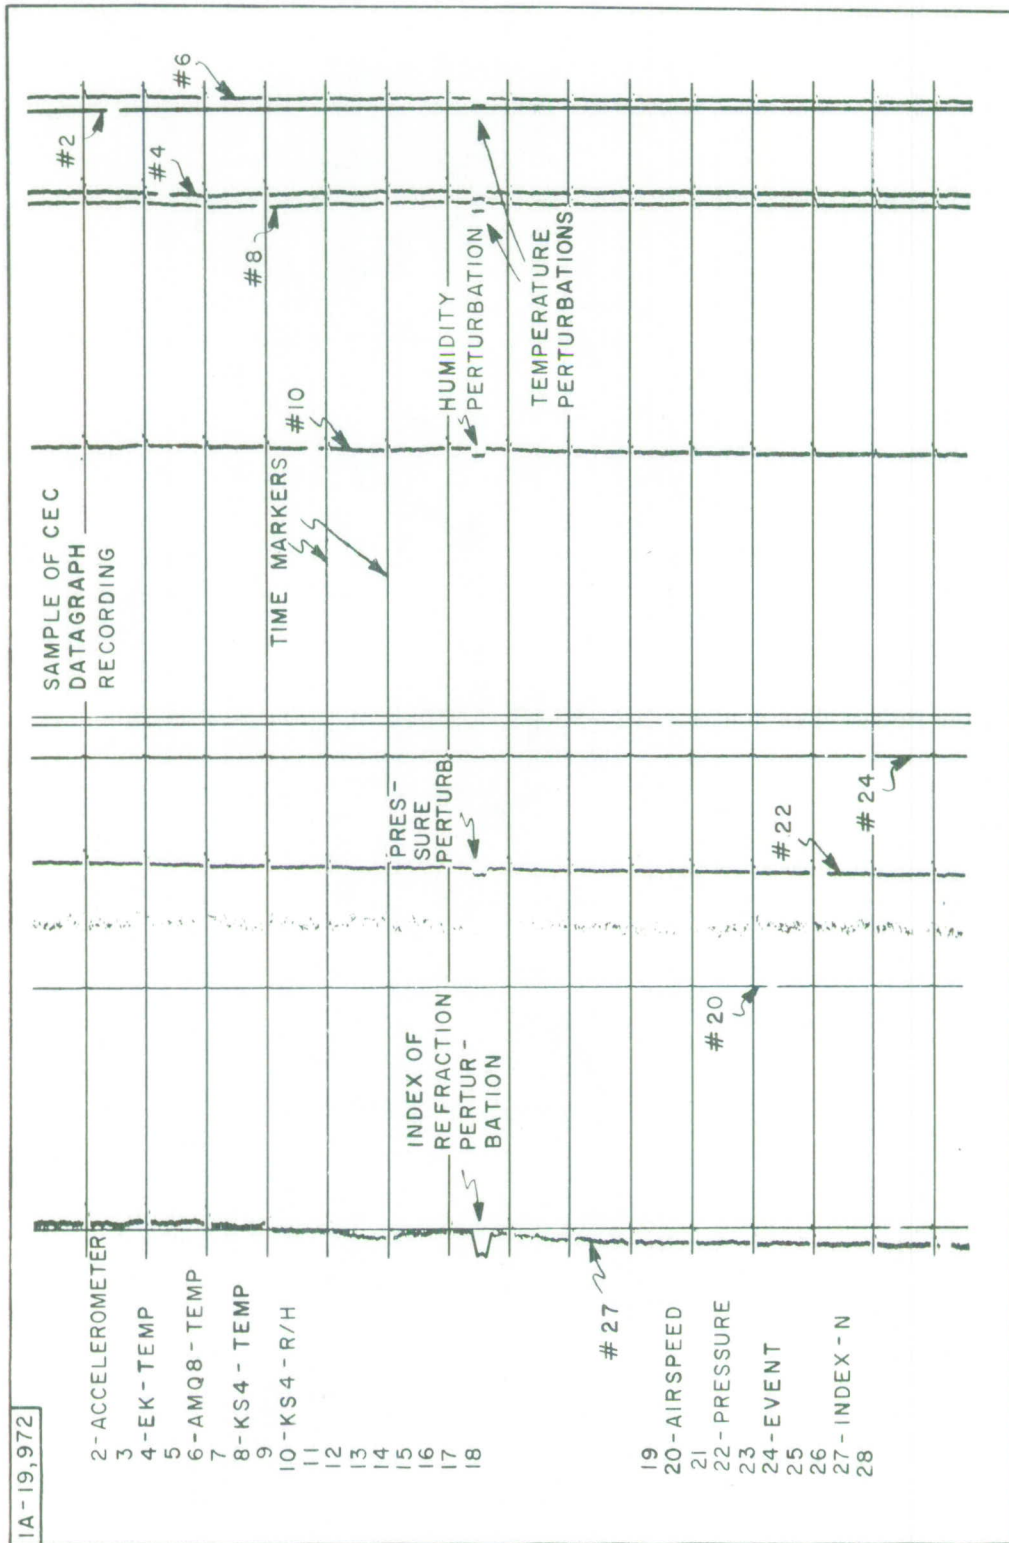 IA-19,972
SAMPLE OF CEC
DATAGRAPH
RECORDING
#2
#6
#4
#8
TIME MARKERS
#10
HUMIDITY
PERTURBATION
TEMPERATURE
PERTURBATIONS
PRES-
SURE
PERTURB.
INDEX OF
REFRACTION
PERTUR-
BATION
#27
#20
#22
#24
2-ACCELEROMETER
3
4-EK-TEMP
5
6-AMQ8-TEMP
7
8-KS4-TEMP
9
10-KS4-R/H
11
12
13
14
15
16
17
18
19
20-AIRSPEED
21
22-PRESSURE
23
24-EVENT
25
26
27-INDEX-N
28